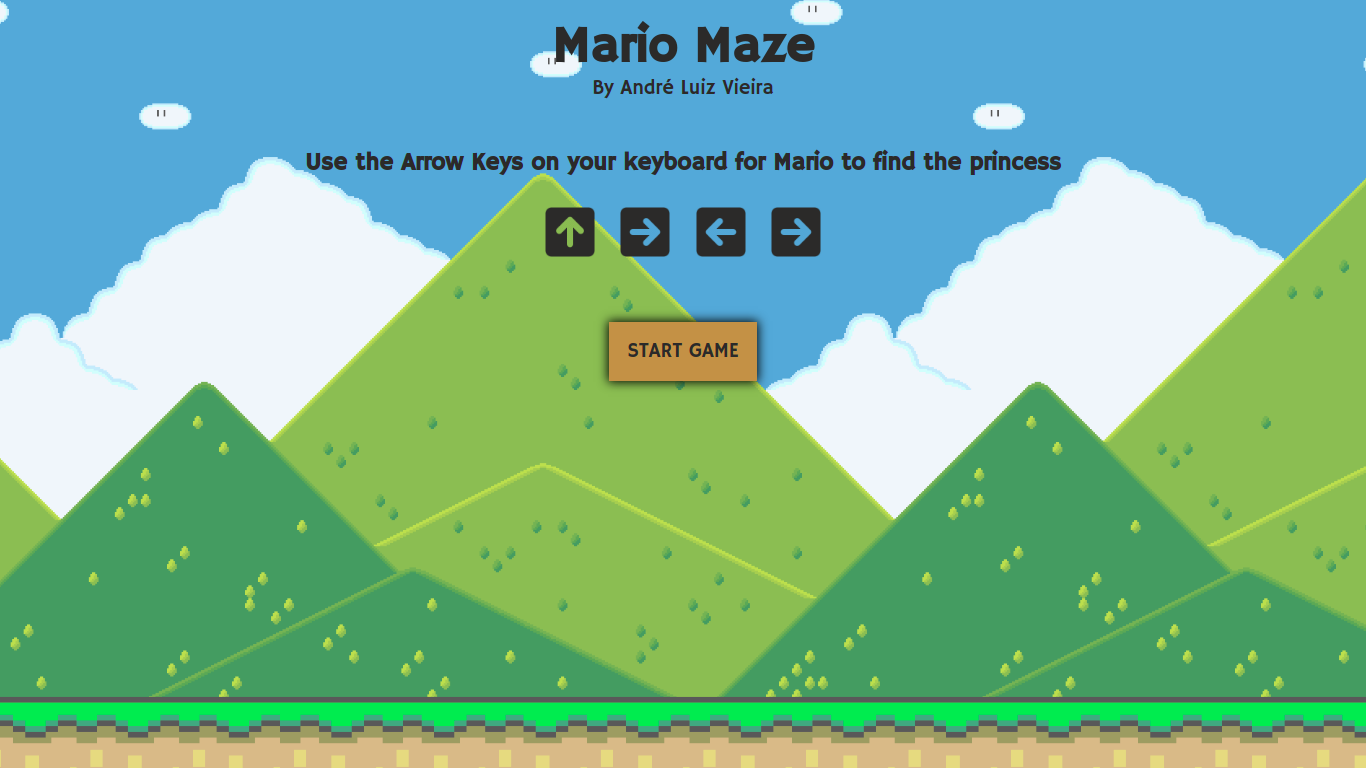 Mario Maze
By André Luiz Vieira
Use the Arrow Keys on your keyboard for Mario to find the princess
START GAME